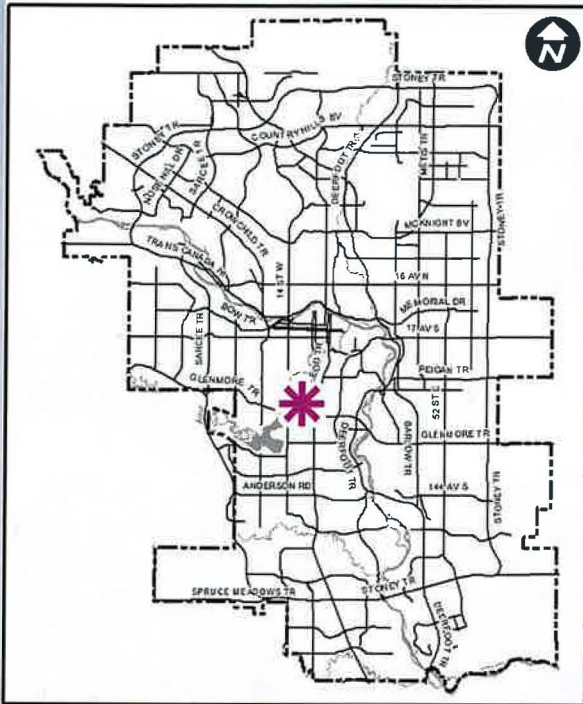 N
STONEY TR
COUNTRY HILLS BV
STONEY TR
NOSE HILL DR
SARCEE TR
DEERFOOT TR
METIS TR
CROWCHILD TR
MCKNIGHT BV
STONEY TR
TRANS CANADA
14 ST W
16 AV N
BOW TR
MEMORIAL DR
17 AV S
SARCEE TR
PEIGAN TR
GLENMORE TR
52 ST E
DEERFOOT TR
BARLOW TR
GLENMORE TR
ANDERSON RD
144 AV S
STONEY TR
SPRUCE MEADOWS TR
STONEY TR
DEERFOOT TR